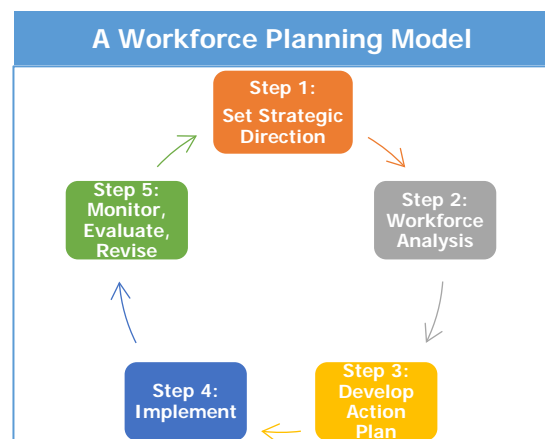 A Workforce Planning Model
Step 1:
Set Strategic
Direction
Step 2:
Workforce
Analysis
Step 3:
Develop
Action
Plan
Step 4:
Implement
Step 5:
Monitor,
Evaluate,
Revise